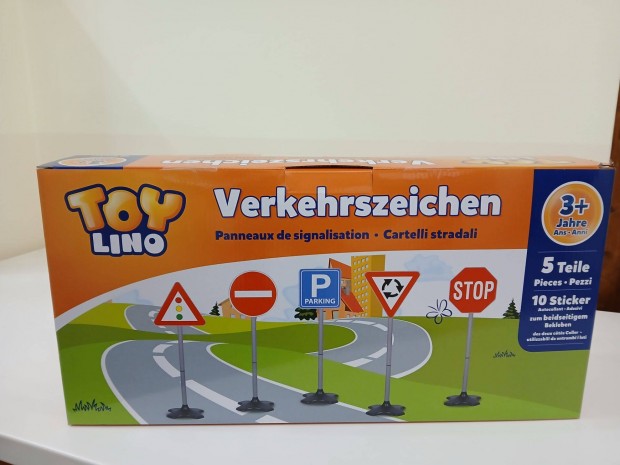 Verkehrszeichen
TOY
LINO
Verkehrszeichen
Panneaux de signalisation • Cartelli stradali
3+
Jahre
Ans • Anni
5 Teile
Pieces • Pezzi
10 Sticker
zum beidseitigem
Bekleben
P
PARKING
STOP